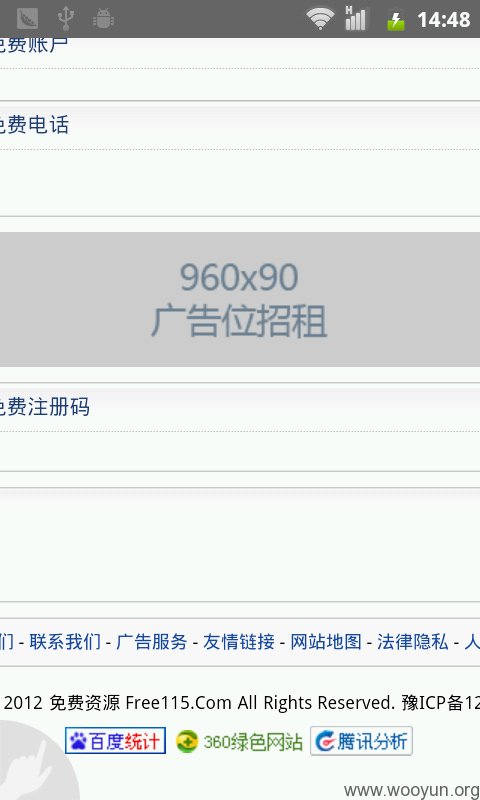 H 14:48
免费账户
免费电话
960x90
广告位招租
免费注册码
们 - 联系我们 - 广告服务 - 友情链接 - 网站地图 - 法律隐私 - 人
2012 免费资源 Free115.Com All Rights Reserved. 豫ICP备12
百度统计 360绿色网站 腾讯分析
www.wooyun.org